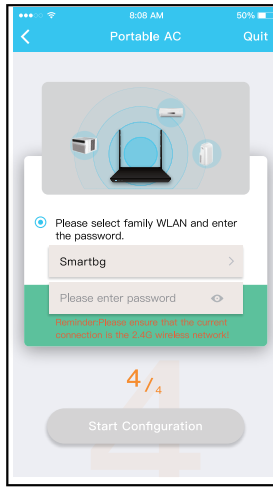 8:08 AM 50%
Portable AC Quit
Please select family WLAN and enter
the password.
Smartbg
Please enter password
Reminder:Please ensure that the current
connection is the 2.4G wireless network!
4/4
Start Configuration
4